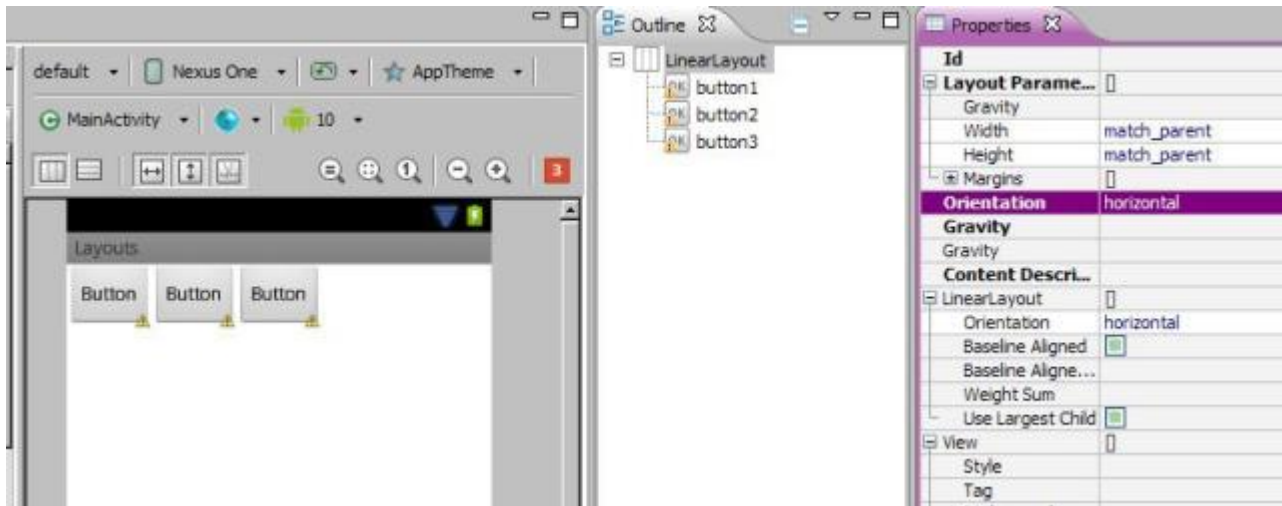 default
Nexus One
AppTheme
MainActivity
10
3
Layouts
Button
Button
Button
Outline
LinearLayout
button1
button2
button3
Properties
Id
Layout Parame... []
Gravity
Width match_parent
Height match_parent
Margins []
Orientation horizontal
Gravity
Gravity
Content Descri...
LinearLayout []
Orientation horizontal
Baseline Aligned
Baseline Aligne...
Weight Sum
Use Largest Child
View []
Style
Tag